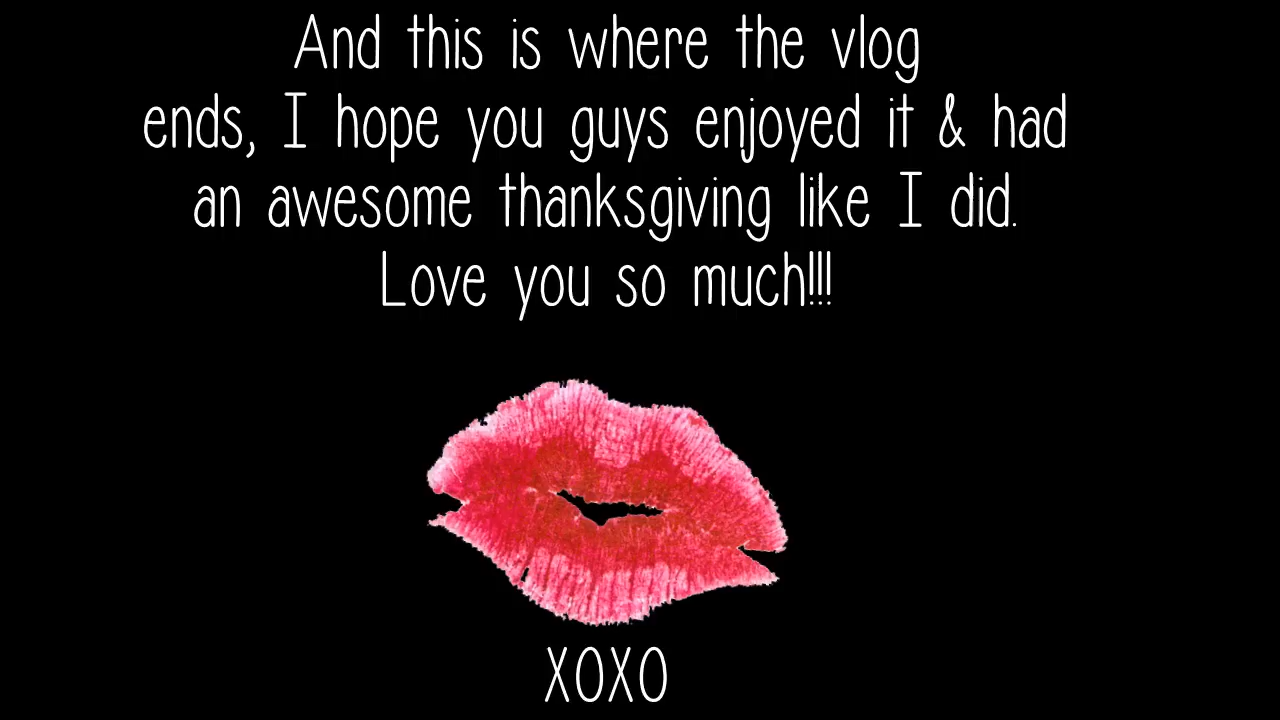 And this is where the vlog
ends, I hope you guys enjoyed it & had
an awesome thanksgiving like I did.
Love you so much!!!
XOXO